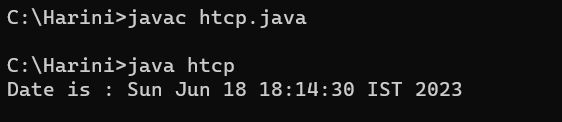 C:\Harini>javac htcp.java
C:\Harini>java htcp
Date is : Sun Jun 18 18:14:30 IST 2023